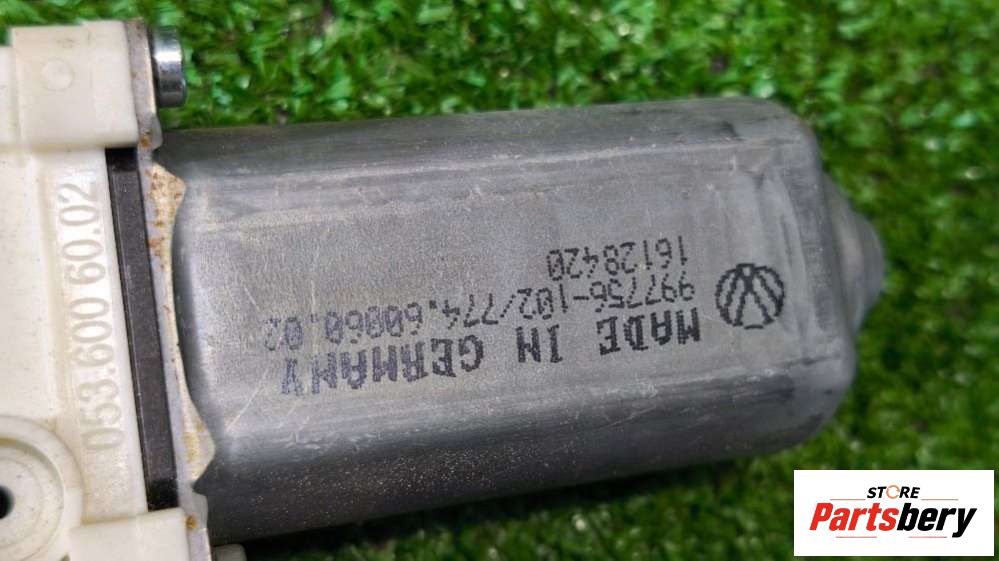 MADE IN GERMANY
997756-102/774.60060.02
16128420
053.600 60.02
STORE
Partsbery